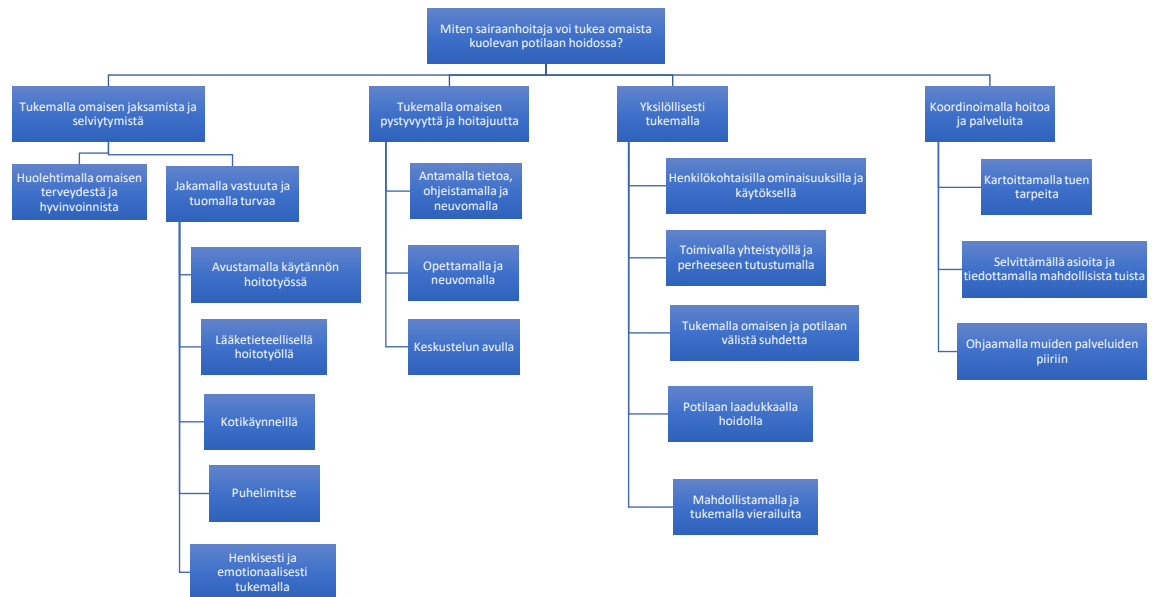 Miten sairaanhoitaja voi tukea omaista
kuolevan potilaan hoidossa?
Tukemalla omaisen jaksamista ja
selviytymistä
Huolehtimalla omaisen
terveydestä ja
hyvinvoinnista
Jakamalla vastuuta ja
tuomalla turvaa
Avustamalla käytännön
hoitotyössä
Lääketieteellisellä
hoitotyöllä
Kotikäynneillä
Puhelimitse
Henkisesti ja
emotionaalisesti
tukemalla
Tukemalla omaisen
pystyvyyttä ja hoitajuutta
Antamalla tietoa,
ohjeistamalla ja
neuvomalla
Opettamalla ja
neuvomalla
Keskustelun avulla
Yksilöllisesti
tukemalla
Henkilökohtaisilla ominaisuuksilla ja
käytöksellä
Toimivalla yhteistyöllä ja
perheeseen tutustumalla
Tukemalla omaisen ja potilaan
välistä suhdetta
Potilaan laadukkaalla
hoidolla
Mahdollistamalla ja
tukemalla vierailuita
Koordinoimalla hoitoa
ja palveluita
Kartoittamalla tuen
tarpeita
Selvittämällä asioita ja
tiedottamalla mahdollisista tuista
Ohjaamalla muiden palveluiden
piiriin